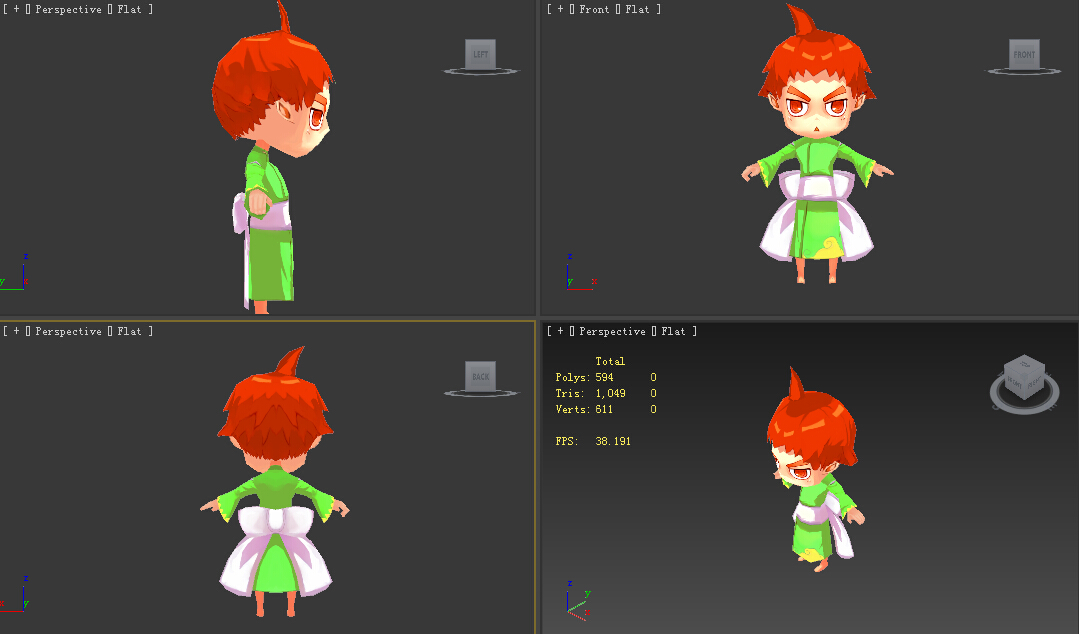 [ + [] Perspective [] Flat ]
LEFT
z
y
x
[ + [] Front [] Flat ]
FRONT
z
y
x
[ + [] Perspective [] Flat ]
BACK
z
x
y
[ + [] Perspective [] Flat ]
Total
Polys: 594 0
Tris: 1,049 0
Verts: 611 0
FPS: 38.191
z
y
x